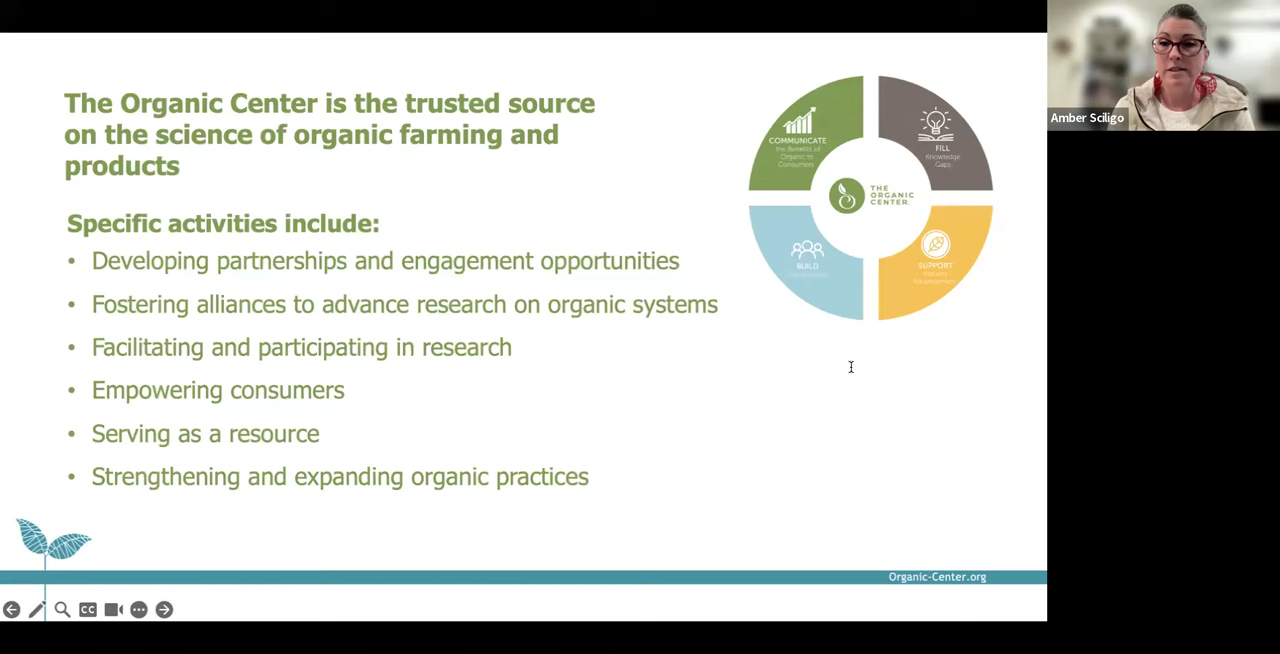 The Organic Center is the trusted source
on the science of organic farming and
products
Specific activities include:
• Developing partnerships and engagement opportunities
• Fostering alliances to advance research on organic systems
• Facilitating and participating in research
• Empowering consumers
• Serving as a resource
• Strengthening and expanding organic practices
COMMUNICATE
the Benefits of
Organic to
Consumers
FILL
Knowledge
Gaps
THE
ORGANIC
CENTER
BUILD
SUPPORT
Industry
Advancement
Organic-Center.org
CC
Amber Sciligo